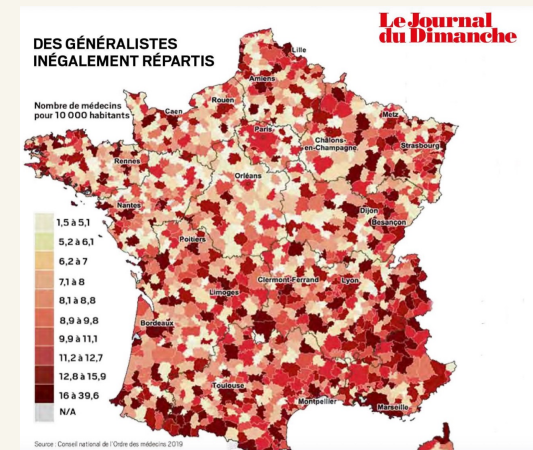 Le Journal
du Dimanche
DES GÉNÉRALISTES
INÉGALEMENT RÉPARTIS
Nombre de médecins
pour 10 000 habitants
Lille
Amiens
Rouen
Caen
Metz
Paris
Châlons-
en-Champagne
Strasbourg
Rennes
Orléans
Nantes
Dijon
Besançon
Poitiers
Clermont-Ferrand
Lyon
Limoges
Bordeaux
Toulouse
Montpellier
Marseille
1,5 à 5,1
5,2 à 6,1
6,2 à 7
7,1 à 8
8,1 à 8,8
8,9 à 9,8
9,9 à 11,1
11,2 à 12,7
12,8 à 15,9
16 à 39,6
N/A
Source : Conseil national de l'Ordre des médecins 2019